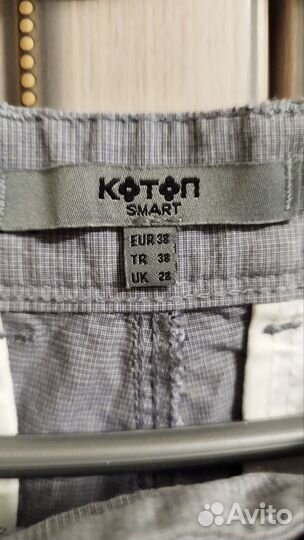 KOTON
SMART
EUR 38
TR 38
UK 28
Avito